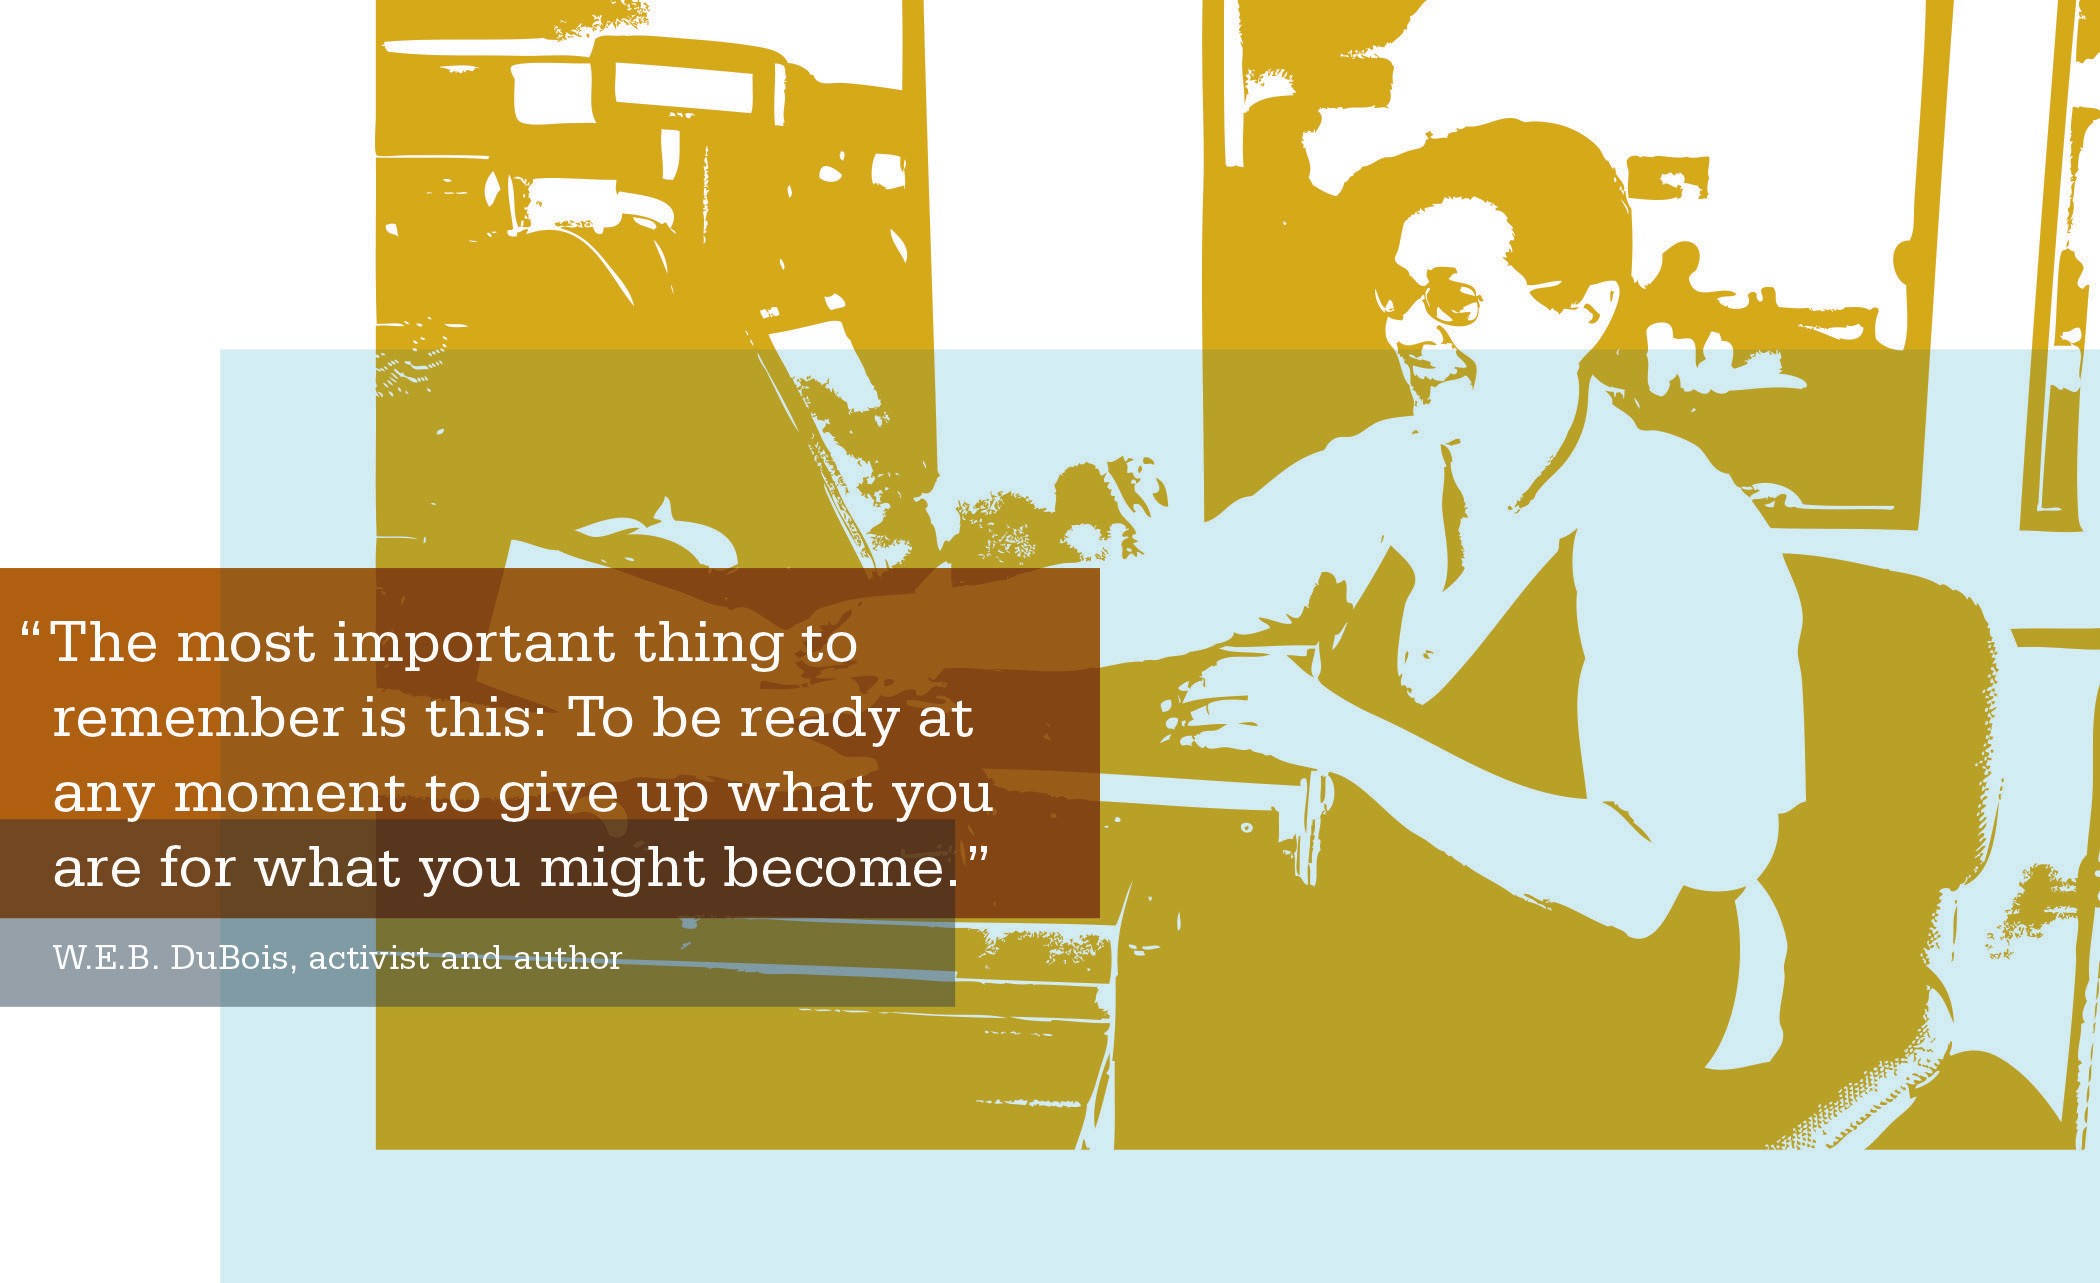 “The most important thing to
remember is this: To be ready at
any moment to give up what you
are for what you might become.”
W.E.B. DuBois, activist and author